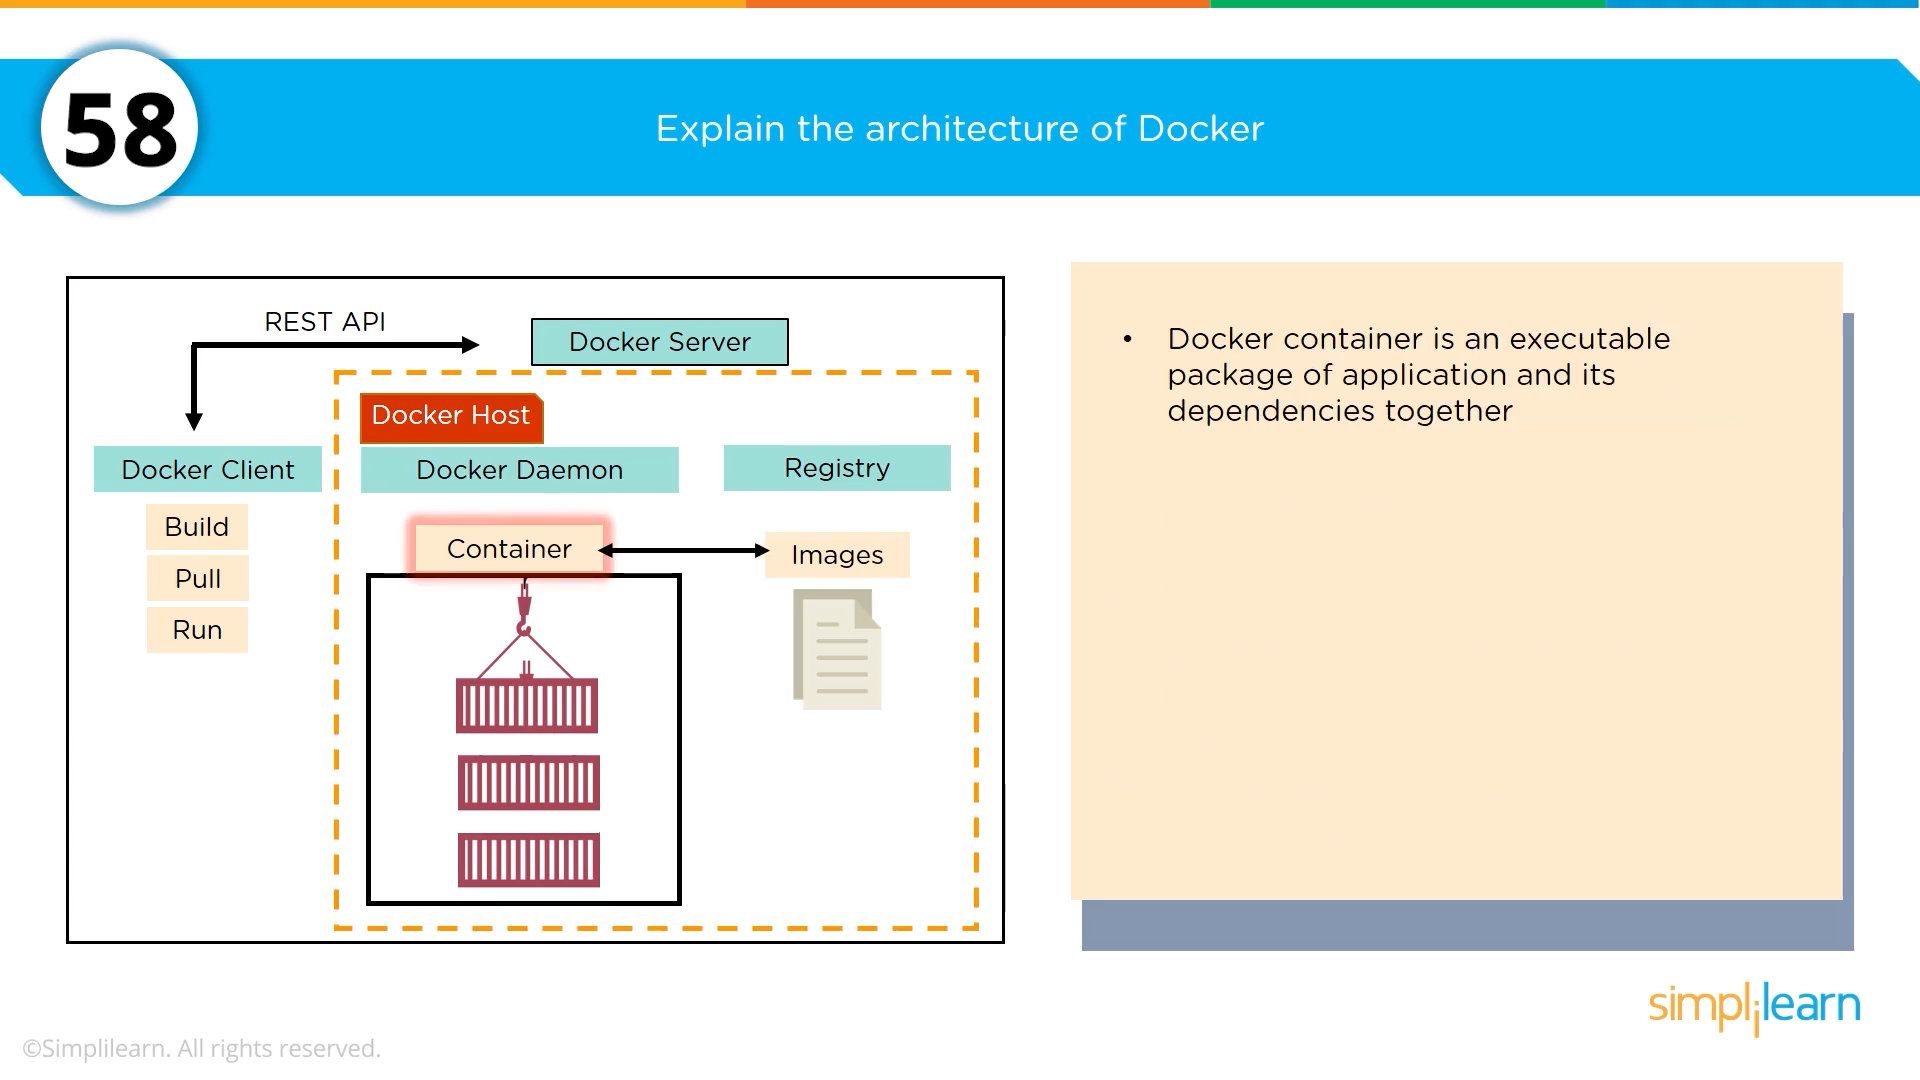 58
Explain the architecture of Docker
REST API
Docker Server
Docker Host
Docker Client
Docker Daemon
Registry
Build
Pull
Run
Container
Images
• Docker container is an executable
package of application and its
dependencies together
simplilearn
©Simplilearn. All rights reserved.